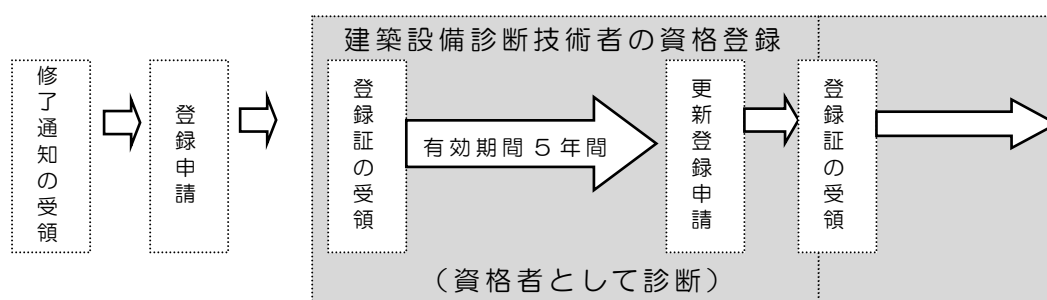 建築設備診断技術者の資格登録
修了通知の受領
登録申請
登録証の受領
有効期間5年間
更新登録申請
登録証の受領
(資格者として診断)